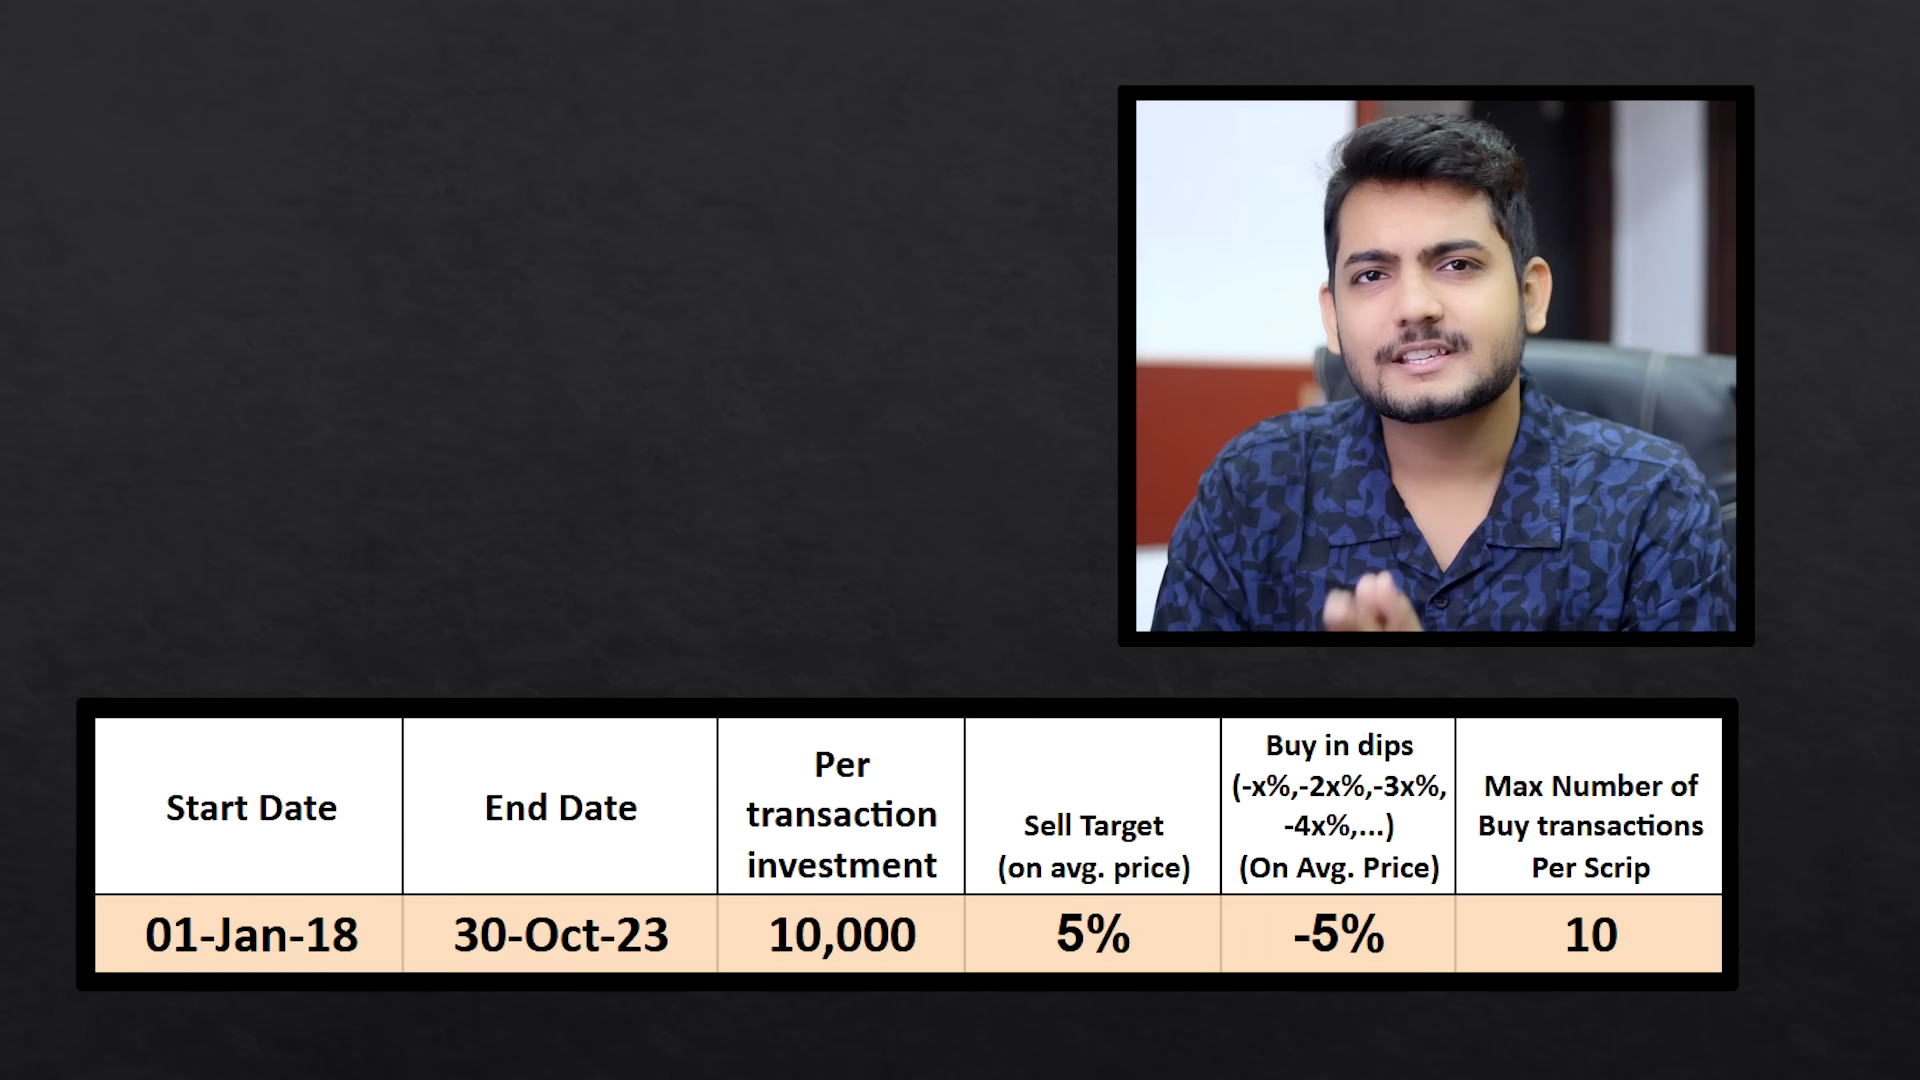 Start Date
End Date
Per
transaction
investment
Sell Target
(on avg. price)
Buy in dips
(-x%,-2x%,-3x%,
-4x%,...)
(On Avg. Price)
Max Number of
Buy transactions
Per Scrip
01-Jan-18
30-Oct-23
10,000
5%
-5%
10